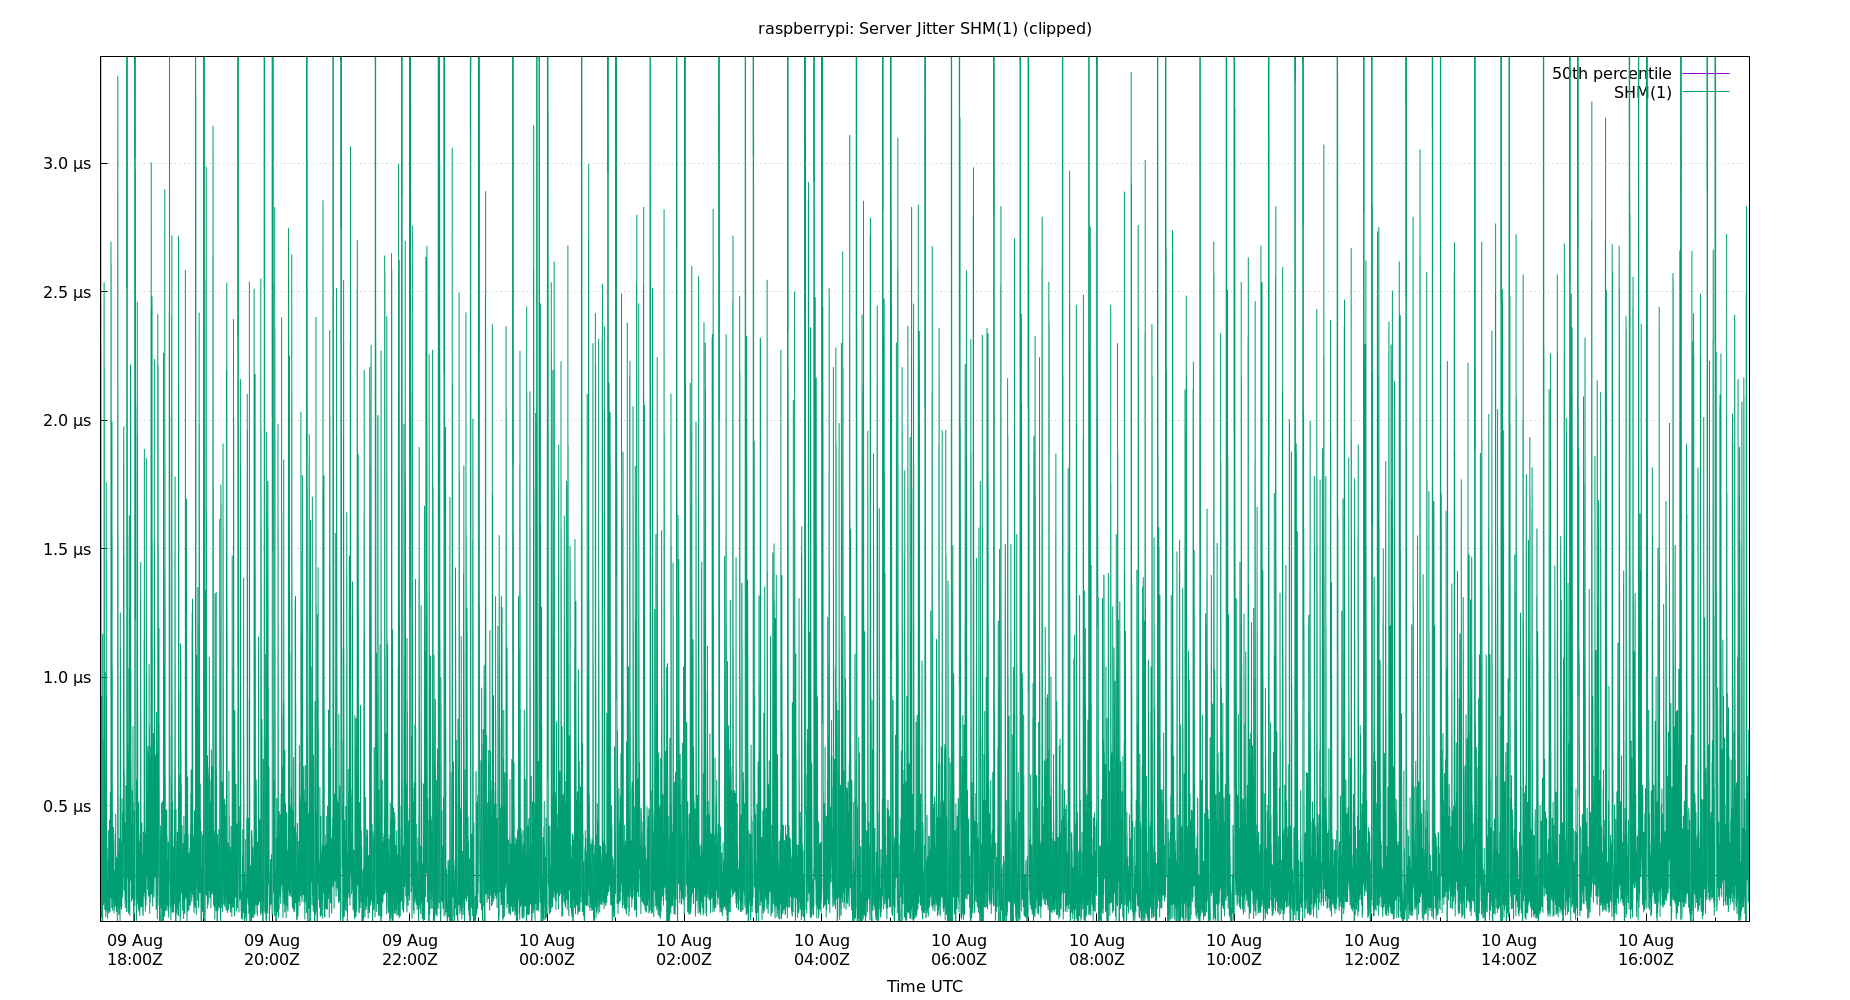 raspberrypi: Server Jitter SHM(1) (clipped)
50th percentile
SHM(1)
3.0 µs
2.5 µs
2.0 µs
1.5 µs
1.0 µs
0.5 µs
09 Aug 09 Aug 09 Aug 10 Aug 10 Aug 10 Aug 10 Aug 10 Aug 10 Aug 10 Aug 10 Aug 10 Aug
18:00Z 20:00Z 22:00Z 00:00Z 02:00Z 04:00Z 06:00Z 08:00Z 10:00Z 12:00Z 14:00Z 16:00Z
Time UTC